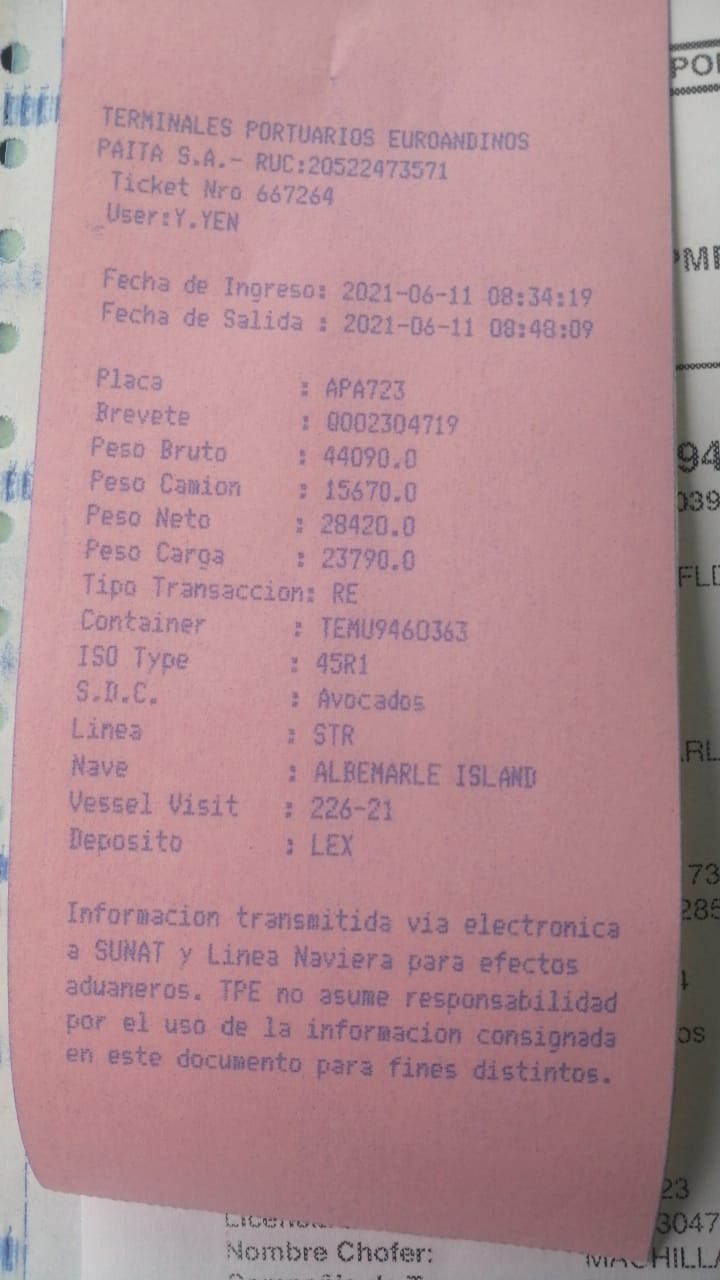 TERMINALES PORTUARIOS EUROANDINOS
PAITA S.A.- RUC:20522473571
Ticket Nro 667264
User:Y.YEN
Fecha de Ingreso: 2021-06-11 08:34:19
Fecha de Salida : 2021-06-11 08:48:09
Placa : APA723
Brevete : Q002304719
Peso Bruto : 44090.0
Peso Camion : 15670.0
Peso Neto : 28420.0
Peso Carga : 23790.0
Tipo Transaccion: RE
Container : TEMU9460363
ISO Type : 45R1
S.D.C. : Avocados
Linea : STR
Nave : ALBEMARLE ISLAND
Vessel Visit : 226-21
Deposito : LEX
Informacion transmitida via electronica
a SUNAT y Linea Naviera para efectos
aduaneros. TPE no asume responsabilidad
por el uso de la informacion consignada
en este documento para fines distintos.
Nombre Chofer: